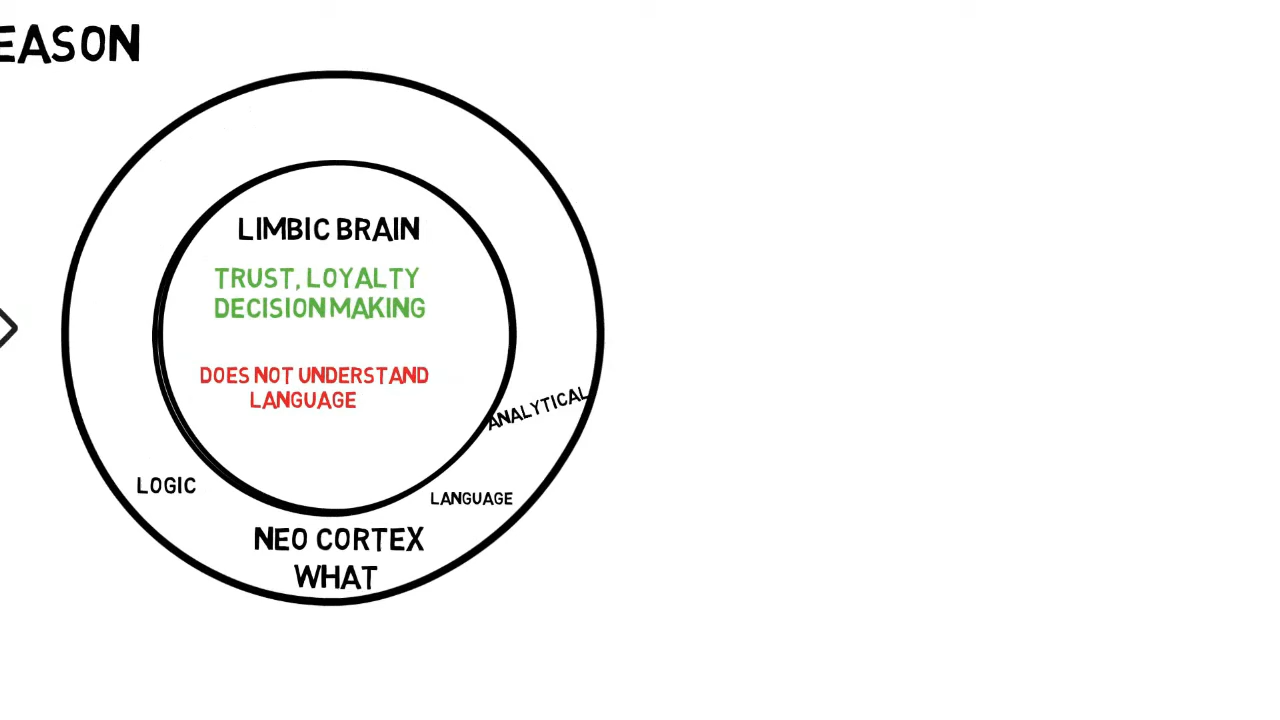 EASON
LIMBIC BRAIN
TRUST, LOYALTY
DECISION MAKING
DOES NOT UNDERSTAND
LANGUAGE
ANALYTICAL
LOGIC
LANGUAGE
NEO CORTEX
WHAT